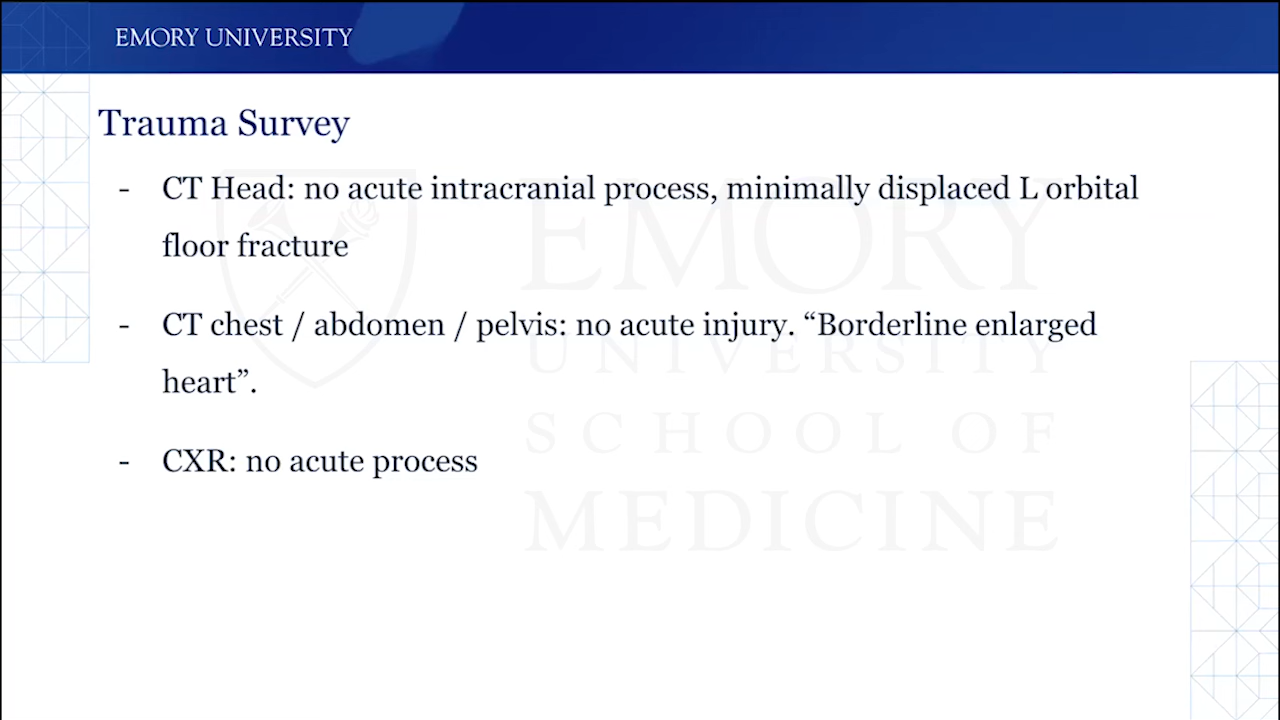 EMORY UNIVERSITY
Trauma Survey
- CT Head: no acute intracranial process, minimally displaced L orbital
floor fracture
- CT chest / abdomen / pelvis: no acute injury. “Borderline enlarged
heart”.
- CXR: no acute process
EMORY
UNIVERSITY
SCHOOL OF
MEDICINE